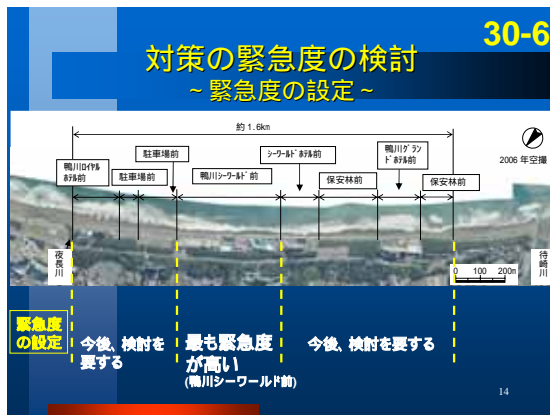 30-6
対策の緊急度の検討
~ 緊急度の設定 ~
約 1.6km
鴨川ロイヤル
ホテル前
駐車場前
駐車場前
鴨川シーワールド前
シーワールドホテル前
保安林前
鴨川グラン
ドホテル前
保安林前
2006 年空撮
夜長川
待崎川
0 100 200m
緊急度
の設定
今後、検討を
要する
最も緊急度
が高い
(鴨川シーワールド前)
今後、検討を要する
14